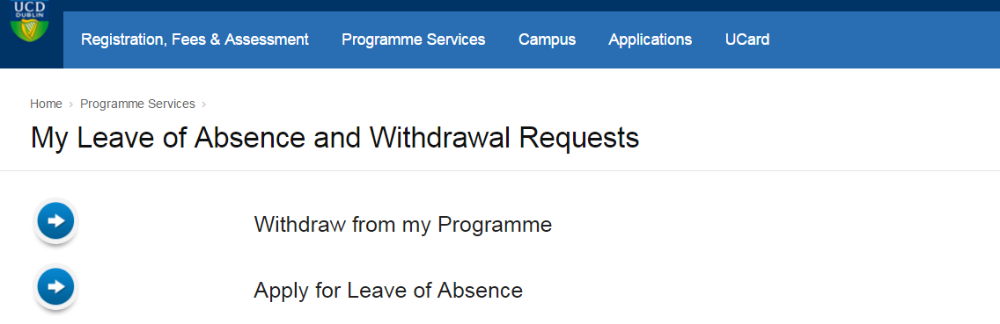 UCD
DUBLIN
Registration, Fees & Assessment Programme Services Campus Applications UCard
Home › Programme Services ›
My Leave of Absence and Withdrawal Requests
Withdraw from my Programme
Apply for Leave of Absence